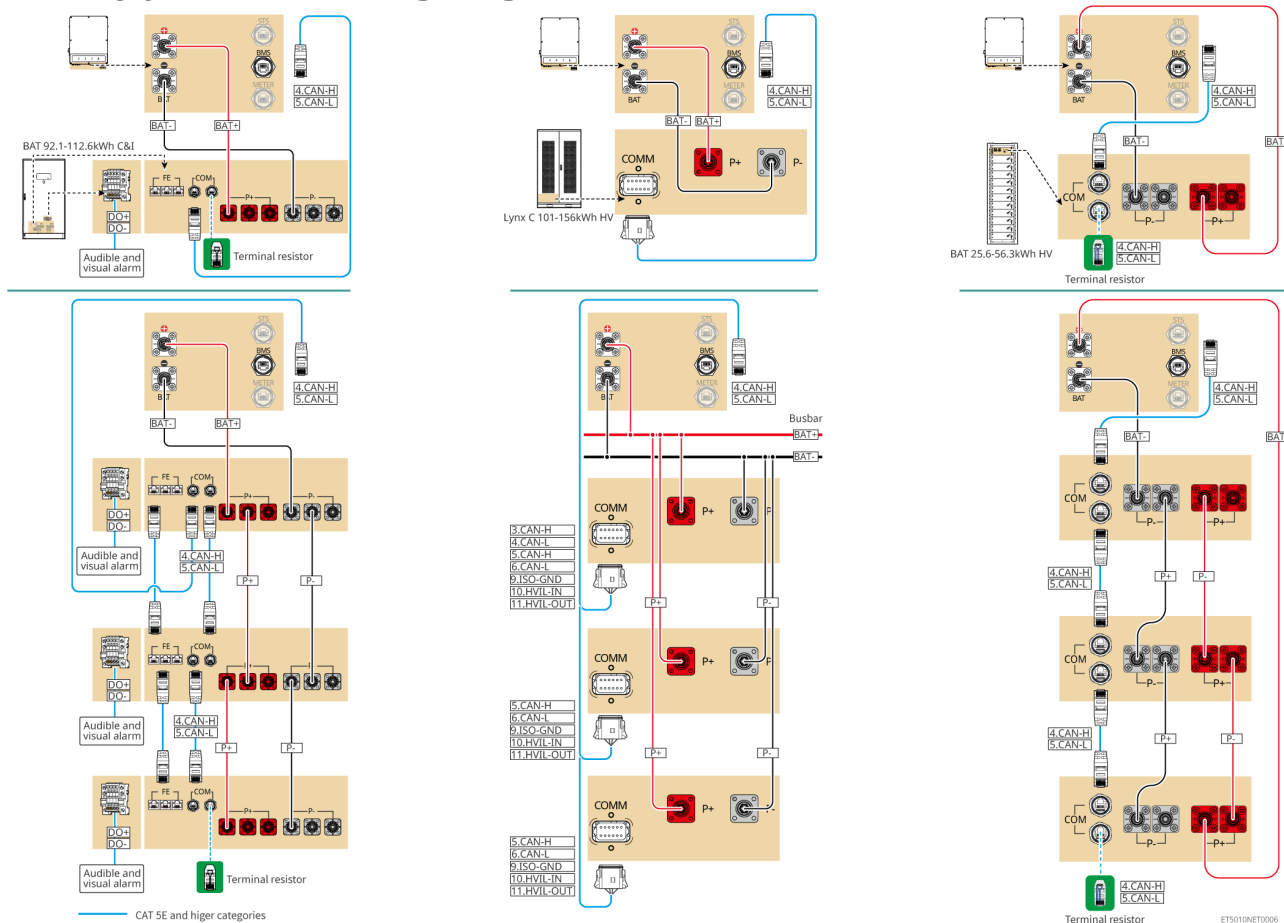 STS
BMS
METER
BAT
4.CAN-H
5.CAN-L
BAT-
BAT+
BAT 92.1-112.6kWh C&I
FE
COM
P+
P-
DO+
DO-
Audible and
visual alarm
Terminal resistor
STS
BMS
METER
BAT
4.CAN-H
5.CAN-L
BAT-
BAT+
COMM
P+
P-
Lynx C 101-156kWh HV
STS
BMS
METER
BAT
4.CAN-H
5.CAN-L
BAT-
BAT
COM
P-
P+
BAT 25.6-56.3kWh HV
4.CAN-H
5.CAN-L
Terminal resistor
STS
BMS
METER
BAT
4.CAN-H
5.CAN-L
BAT-
BAT+
FE
COM
P+
P-
DO+
DO-
Audible and
visual alarm
4.CAN-H
5.CAN-L
P+
P-
FE
COM
P+
P
DO+
DO-
Audible and
visual alarm
4.CAN-H
5.CAN-L
P+
P-
FE
COM
P+
P-
DO+
DO-
Audible and
visual alarm
Terminal resistor
CAT 5E and higer categories
STS
BMS
METER
BAT
4.CAN-H
5.CAN-L
Busbar
BAT+
BAT-
COMM
P+
P
3.CAN-H
4.CAN-L
5.CAN-H
6.CAN-L
9.ISO-GND
10.HVIL-IN
11.HVIL-OUT
P+
P-
COMM
P+
P
5.CAN-H
6.CAN-L
9.ISO-GND
10.HVIL-IN
11.HVIL-OUT
P+
P-
COMM
P+
P-
5.CAN-H
6.CAN-L
9.ISO-GND
10.HVIL-IN
11.HVIL-OUT
STS
BMS
METER
BAT
4.CAN-H
5.CAN-L
BAT-
BAT
COM
P-
P+
4.CAN-H
5.CAN-L
P+
P-
COM
P-
P+
4.CAN-H
5.CAN-L
P+
P-
COM
P-
P+
4.CAN-H
5.CAN-L
Terminal resistor
ET5010NET0006